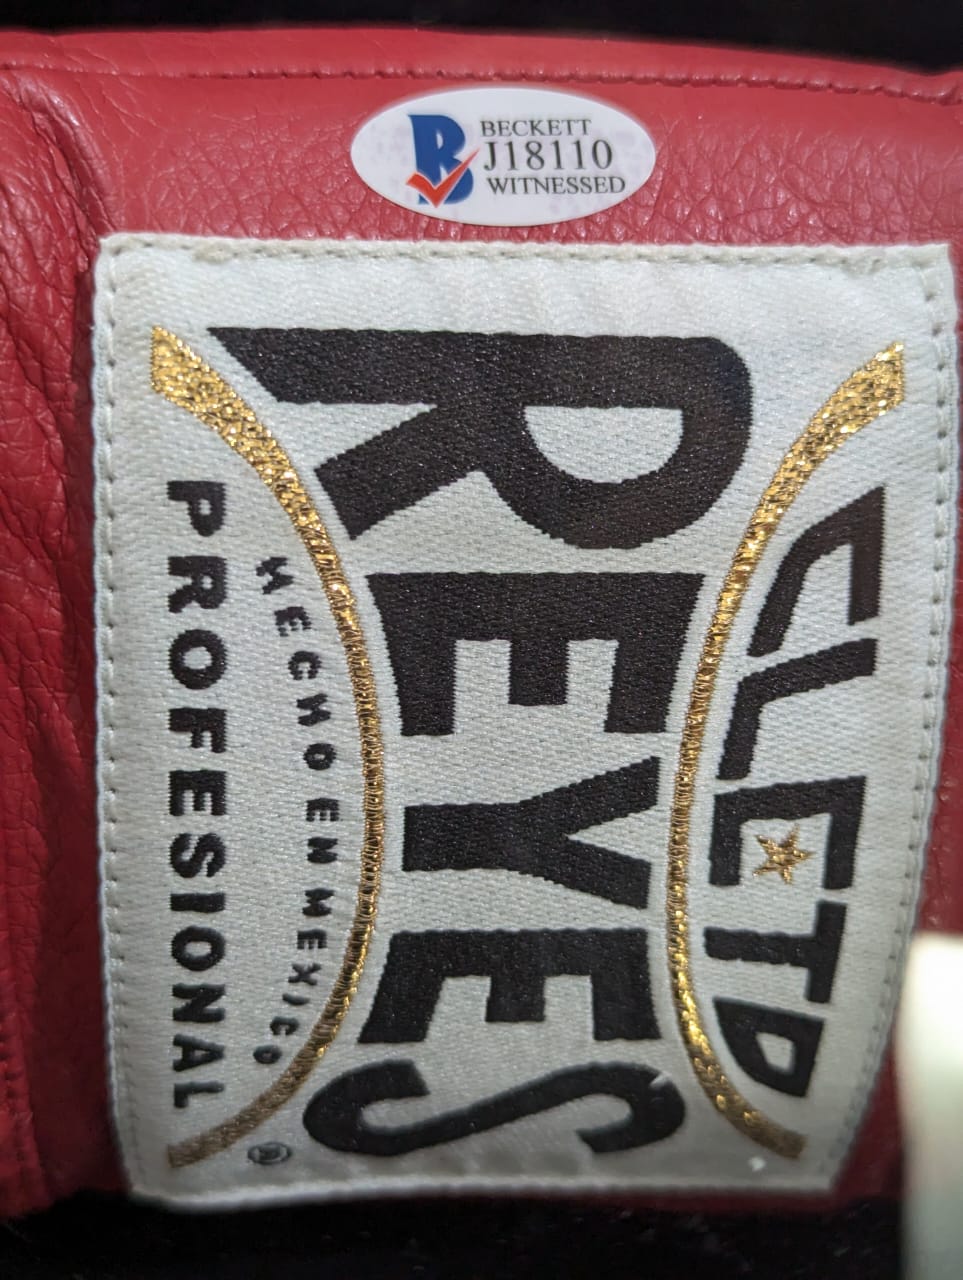 BECKETT
J18110
WITNESSED
CLETO
REYES
HECHO EN MEXICO
PROFESIONAL
®